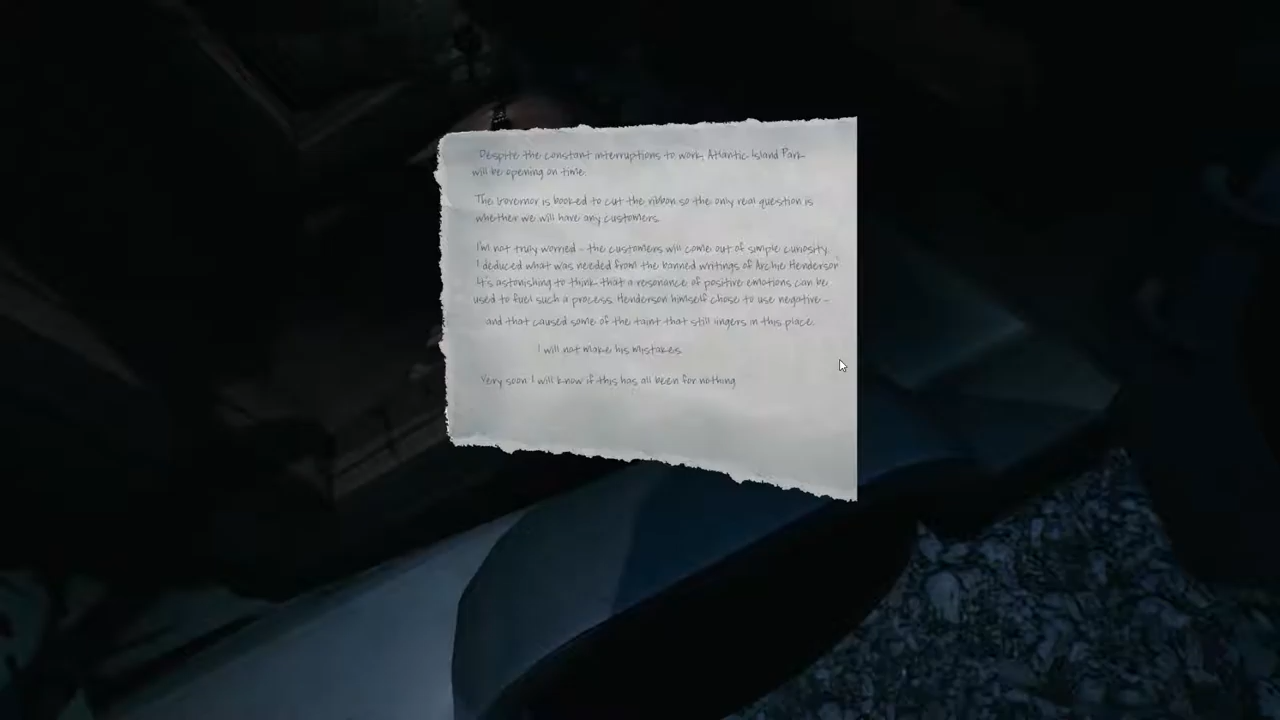 Despite the constant interruptions to work, Atlantic Island Park
will be opening on time.
The Governor is booked to cut the ribbon so the only real question is
whether we will have any customers.
I'm not truly worried - the customers will come out of simple curiosity.
I deduced what was needed from the banned writings of Archie Henderson
It's astonishing to think that a resonance of positive emotions can be
used to fuel such a process. Henderson himself chose to use negative -
and that caused some of the taint that still lingers in this place.
I will not make his mistakes.
Very soon I will know if this has all been for nothing